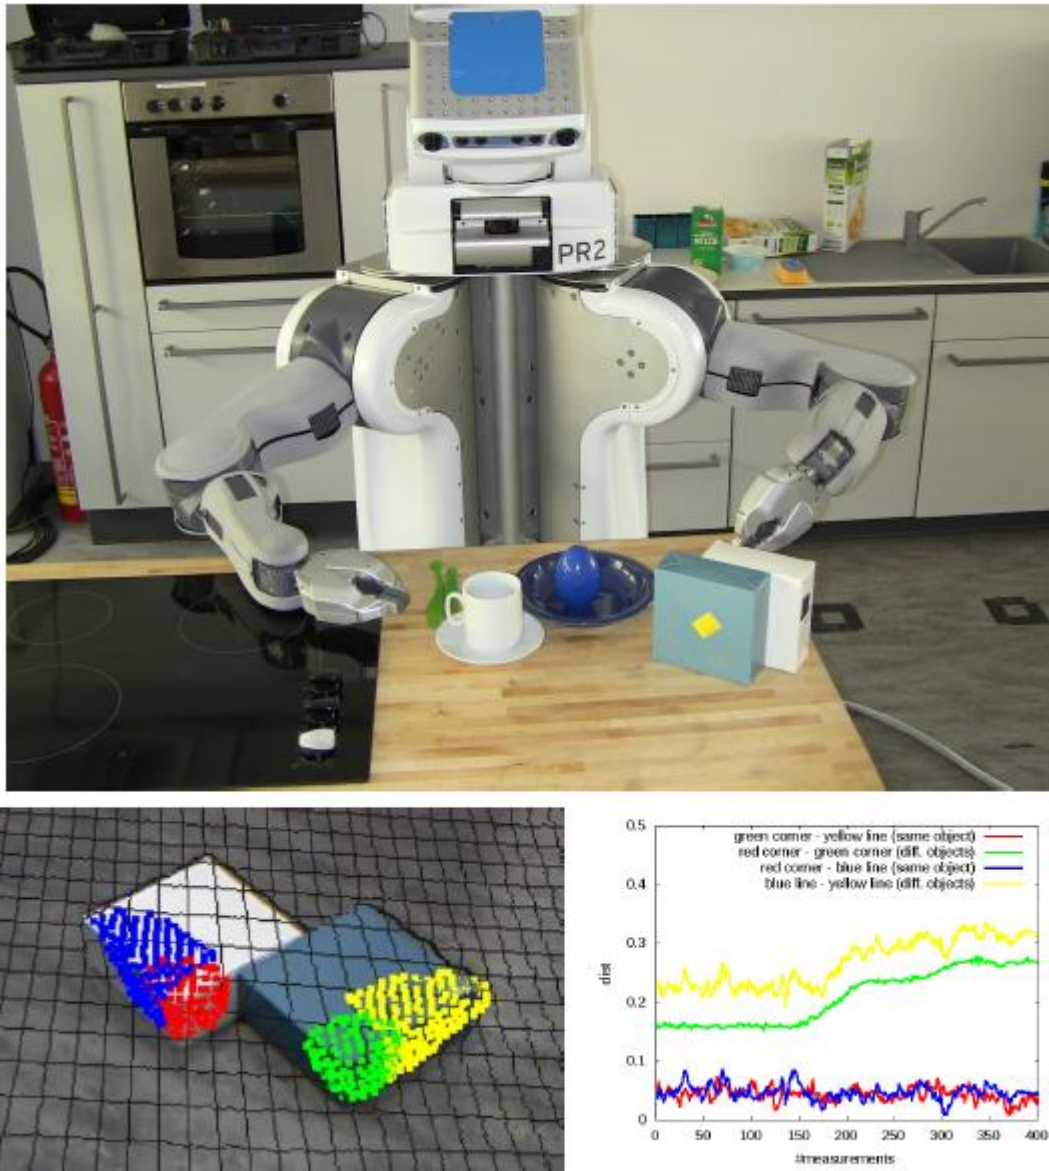 PR2
0.5
green corner - yellow line (same object)
red corner - green corner (diff. objects)
red corner - blue line (same object)
blue line - yellow line (diff. objects)
0.4
0.3
dist
0.2
0.1
0
0 50 100 150 200 250 300 350 400
#measurements